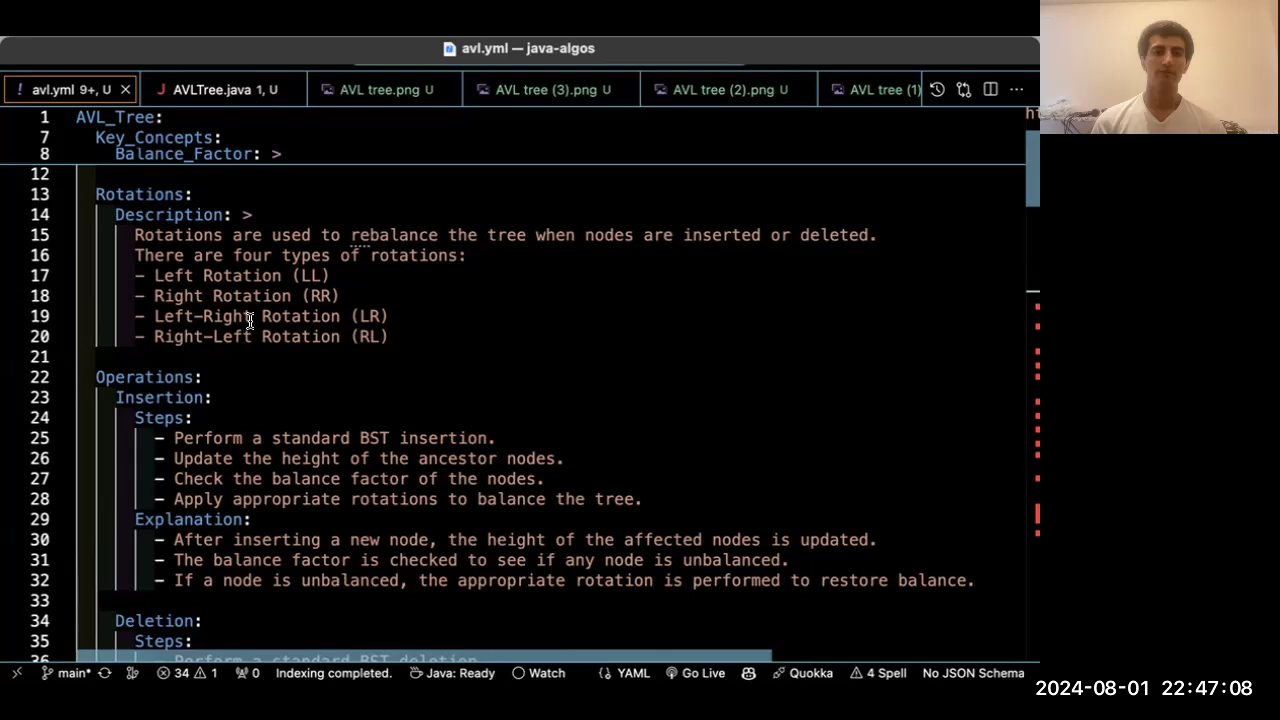 avl.yml — java-algos
! avl.yml 9+, U × J AVLTree.java 1, U AVL tree.png U AVL tree (3).png U AVL tree (2).png U AVL tree (1) ···
1 AVL_Tree:
7 Key_Concepts:
8 Balance_Factor: >
12
13 Rotations:
14 Description: >
15 Rotations are used to rebalance the tree when nodes are inserted or deleted.
16 There are four types of rotations:
17 - Left Rotation (LL)
18 - Right Rotation (RR)
19 - Left-Right Rotation (LR)
20 - Right-Left Rotation (RL)
21
22 Operations:
23 Insertion:
24 Steps:
25 - Perform a standard BST insertion.
26 - Update the height of the ancestor nodes.
27 - Check the balance factor of the nodes.
28 - Apply appropriate rotations to balance the tree.
29 Explanation:
30 - After inserting a new node, the height of the affected nodes is updated.
31 - The balance factor is checked to see if any node is unbalanced.
32 - If a node is unbalanced, the appropriate rotation is performed to restore balance.
33
34 Deletion:
35 Steps:
36 - Perform a standard BST deletion
main* 34 1 0 Indexing completed. Java: Ready Watch YAML Go Live Quokka 4 Spell No JSON Schema
2024-08-01 22:47:08